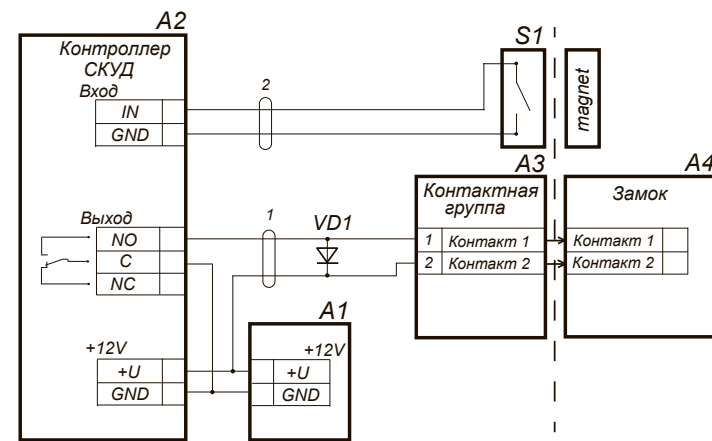 A2
Контроллер
СКУД
Вход
IN
GND
2
S1
magnet
Выход
NO
C
NC
1
VD1
A3
Контактная
группа
1 Контакт 1
2 Контакт 2
A4
Замок
Контакт 1
Контакт 2
+12V
+U
GND
A1
+12V
+U
GND